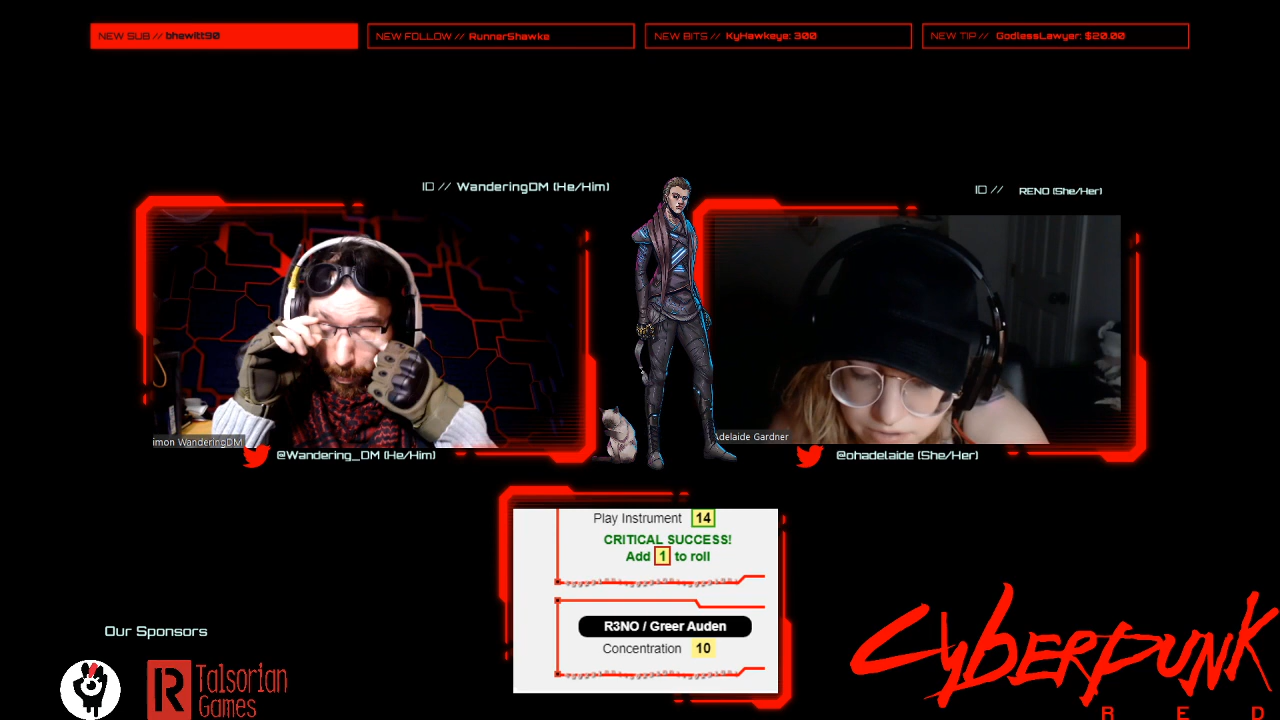 NEW SUB // bhewitt90
NEW FOLLOW // RunnerShawke
NEW BITS // KyHawkeye: 300
NEW TIP // GodlessLawyer: $20.00
ID // WanderingDM (He/Him)
ID // RENO (She/Her)
imon WanderingDM
Adelaide Gardner
@Wandering_DM (He/Him)
@ohadelaide (She/Her)
Play Instrument 14
CRITICAL SUCCESS!
Add 1 to roll
R3NO / Greer Auden
Concentration 10
Our Sponsors
R Talsorian
Games
Cyberpunk
RED